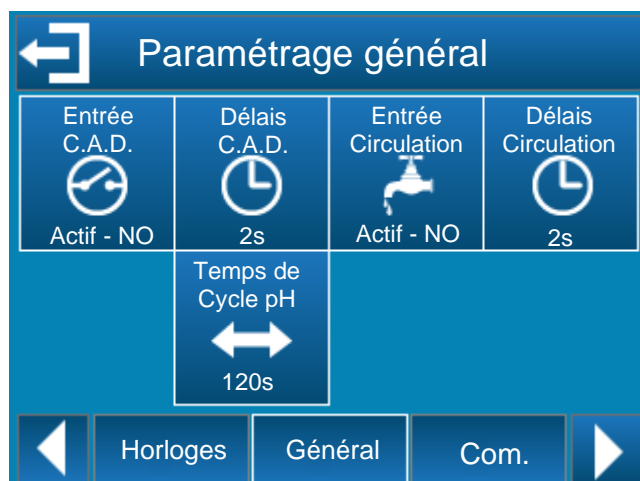 Paramétrage général
Entrée
C.A.D.
Actif - NO
Délais
C.A.D.
2s
Entrée
Circulation
Actif - NO
Délais
Circulation
2s
Temps de
Cycle pH
120s
Horloges
Général
Com.